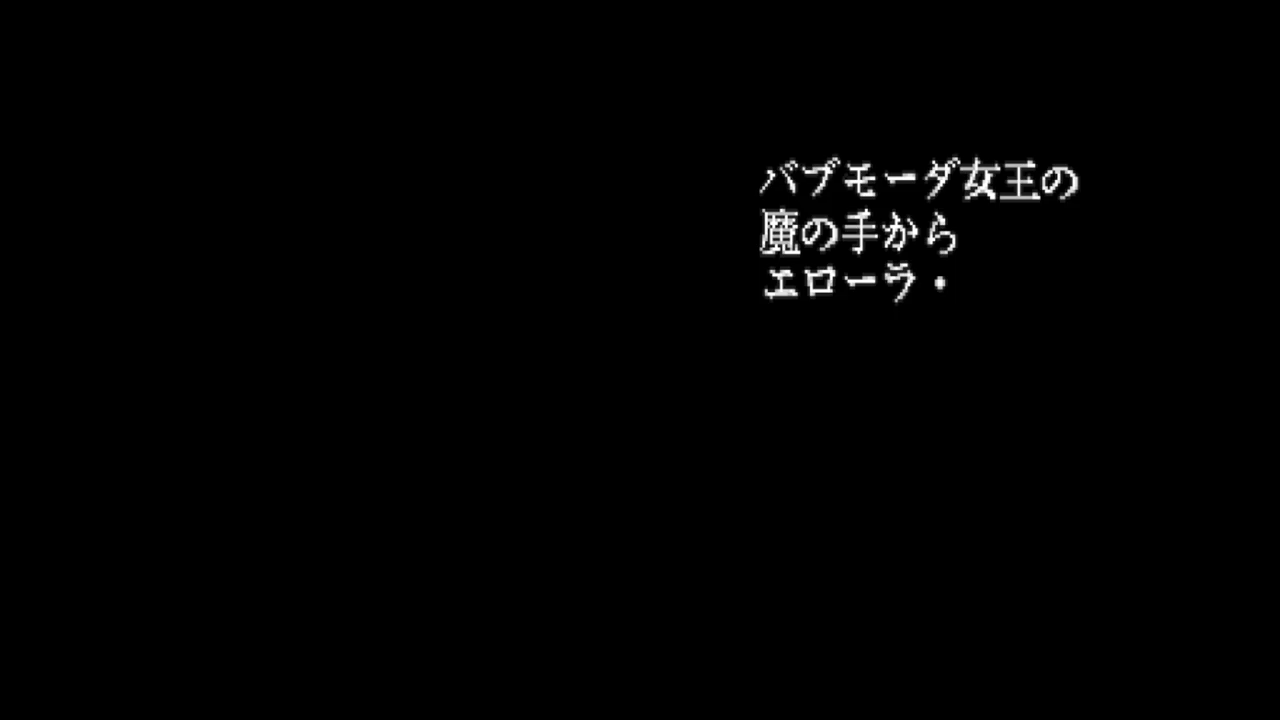 バブモーダ女王の
魔の手から
エローラ・